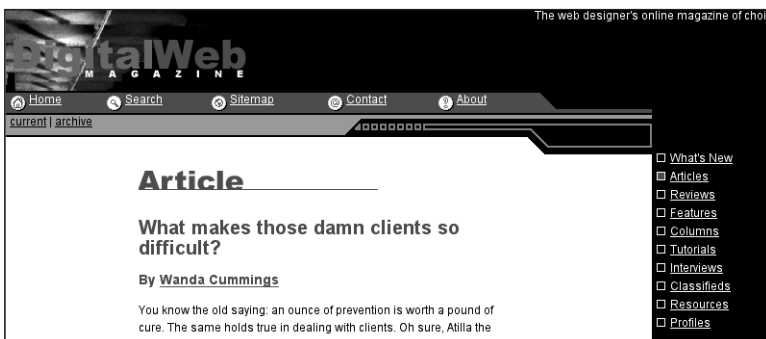 The web designer's online magazine of choi
DigitalWeb
MAGAZINE
Home Search Sitemap Contact About
current | archive
What's New
Articles
Reviews
Features
Columns
Tutorials
Interviews
Classifieds
Resources
Profiles
Article
What makes those damn clients so
difficult?
By Wanda Cummings
You know the old saying: an ounce of prevention is worth a pound of
cure. The same holds true in dealing with clients. Oh sure, Atilla the